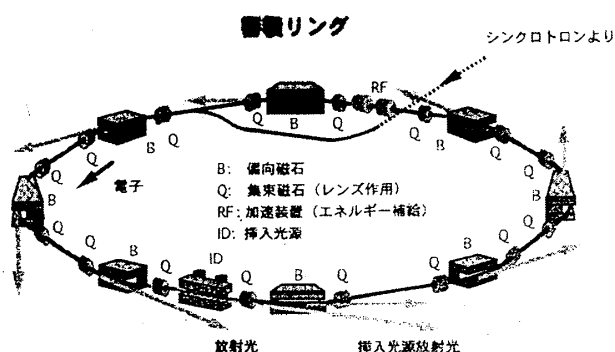 蓄積リング
シンクロトロンより
RF
Q B Q Q Q
B Q Q B
Q Q
B: 偏向磁石
Q: 集束磁石（レンズ作用）
RF: 加速装置（エネルギー補給）
ID: 挿入光源
電子
Q B B Q
Q Q
B ID B
Q Q Q B Q Q
放射光 挿入光源放射光